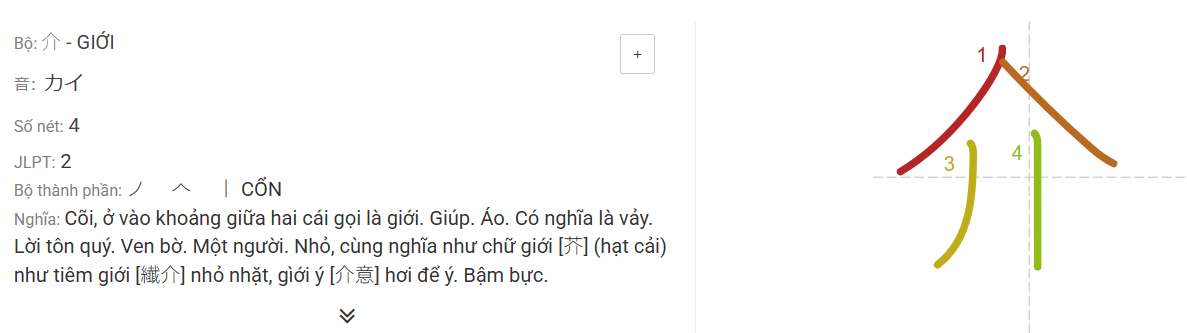 Bộ: 介 - GIỚI
+
音: カイ
Số nét: 4
JLPT: 2
Bộ thành phần: ノ 𠆢 ｜ CỔN
Nghĩa: Cõi, ở vào khoảng giữa hai cái gọi là giới. Giúp. Áo. Có nghĩa là vảy.
Lời tôn quý. Ven bờ. Một người. Nhỏ, cùng nghĩa như chữ giới [芥] (hạt cải)
như tiêm giới [纖介] nhỏ nhặt, giới ý [介意] hơi để ý. Bậm bực.
1
2
3
4